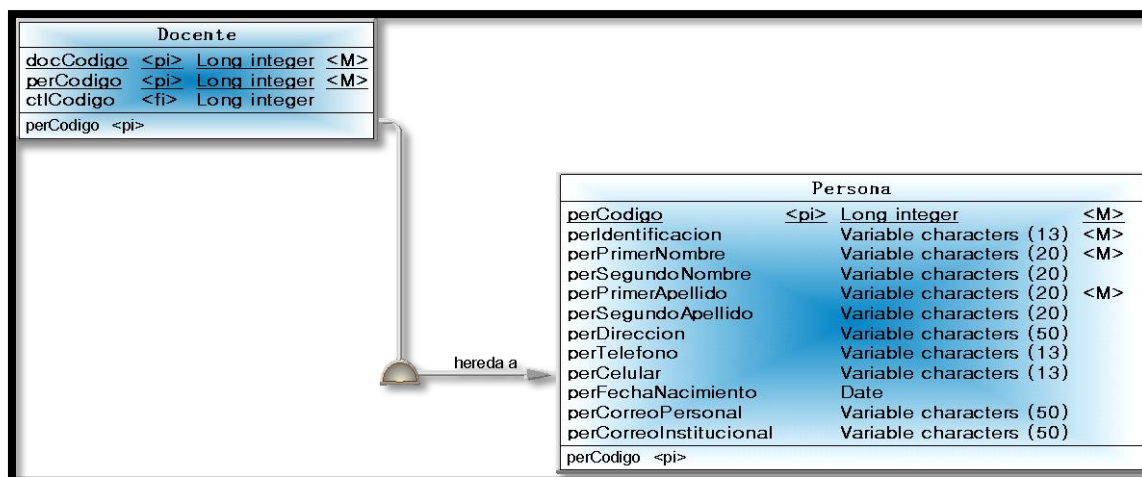 Docente
docCodigo <pi> Long integer <M>
perCodigo <pi> Long integer <M>
ctlCodigo <fi> Long integer
perCodigo <pi>
hereda a
Persona
perCodigo <pi> Long integer <M>
perIdentificacion Variable characters (13) <M>
perPrimerNombre Variable characters (20) <M>
perSegundoNombre Variable characters (20)
perPrimerApellido Variable characters (20) <M>
perSegundoApellido Variable characters (20)
perDireccion Variable characters (50)
perTelefono Variable characters (13)
perCelular Variable characters (13)
perFechaNacimiento Date
perCorreoPersonal Variable characters (50)
perCorreoInstitucional Variable characters (50)
perCodigo <pi>